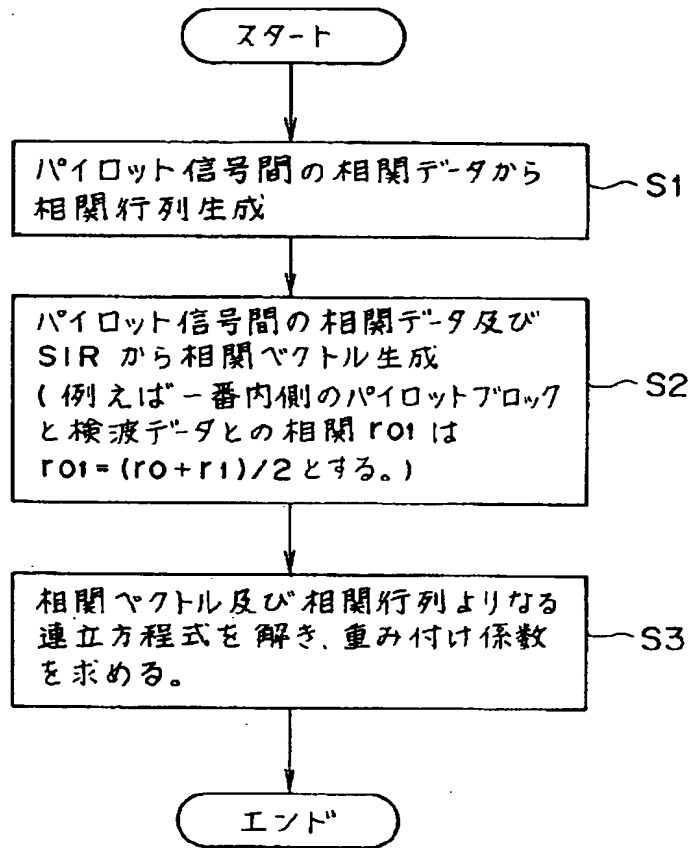 スタート
パイロット信号間の相関データから
相関行列生成
S1
パイロット信号間の相関データ及び
SIR から相関ベクトル生成
(例えば一番内側のパイロットブロック
と検波データとの相関 r01 は
r01=(r0+r1)/2とする。)
S2
相関ベクトル及び相関行列よりなる
連立方程式を解き、重み付け係数
を求める。
S3
エンド